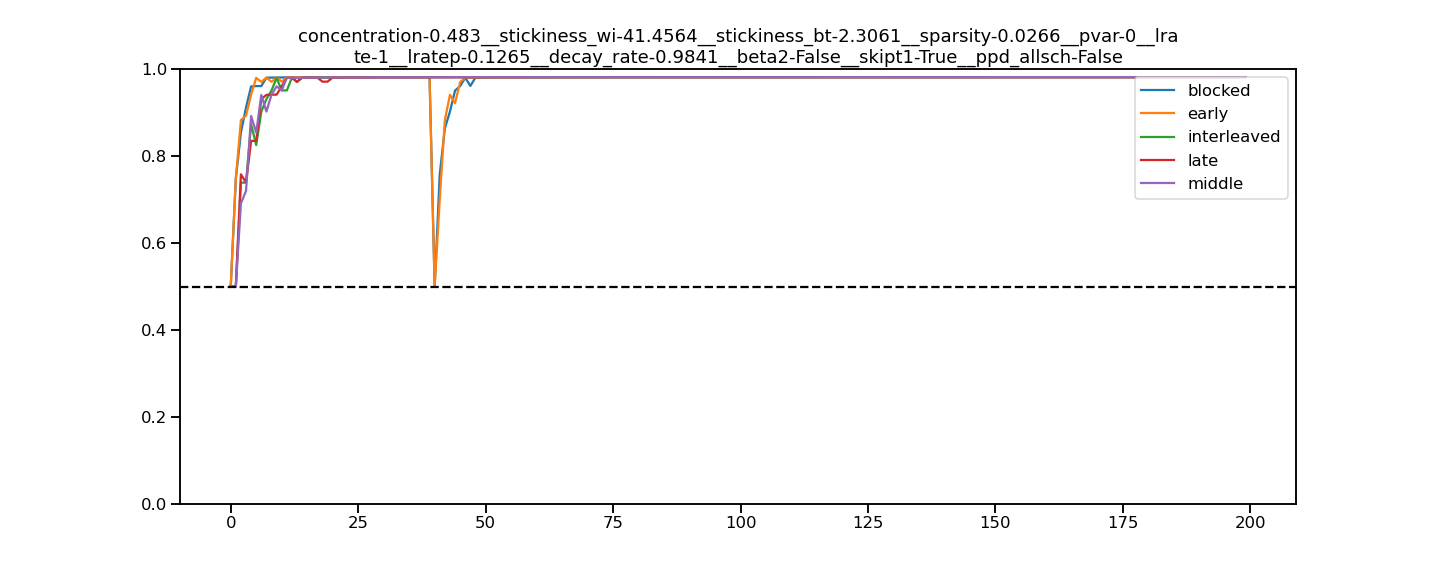 concentration-0.483__stickiness_wi-41.4564__stickiness_bt-2.3061__sparsity-0.0266__pvar-0__lra
te-1__lratep-0.1265__decay_rate-0.9841__beta2-False__skipt1-True__ppd_allsch-False
1.0
0.8
0.6
0.4
0.2
0.0
blocked
early
interleaved
late
middle
0 25 50 75 100 125 150 175 200